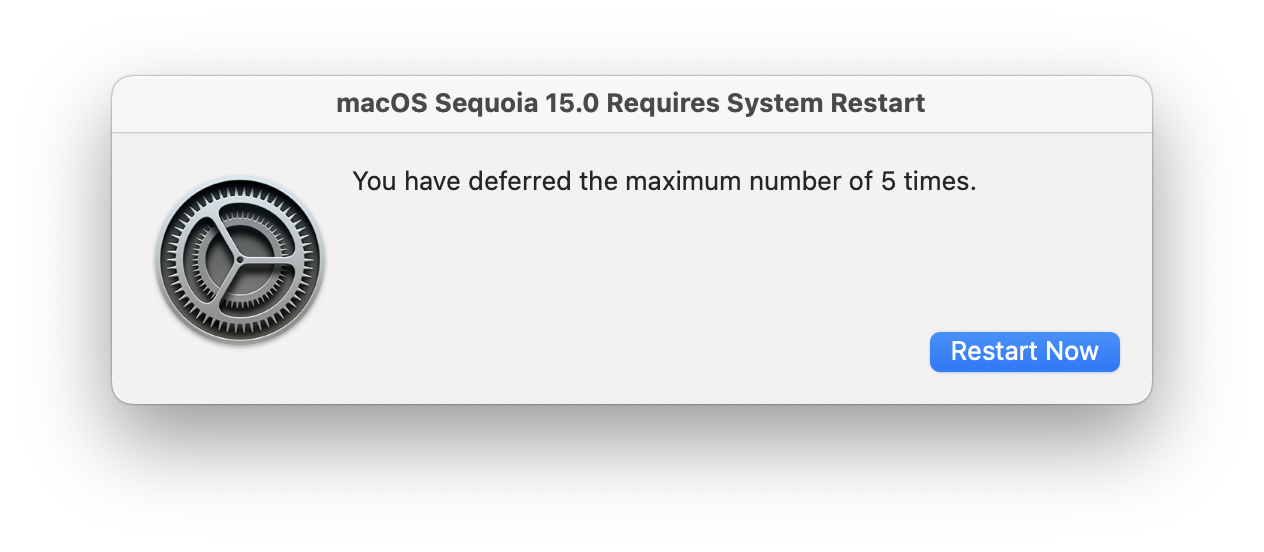 macOS Sequoia 15.0 Requires System Restart
You have deferred the maximum number of 5 times.
Restart Now